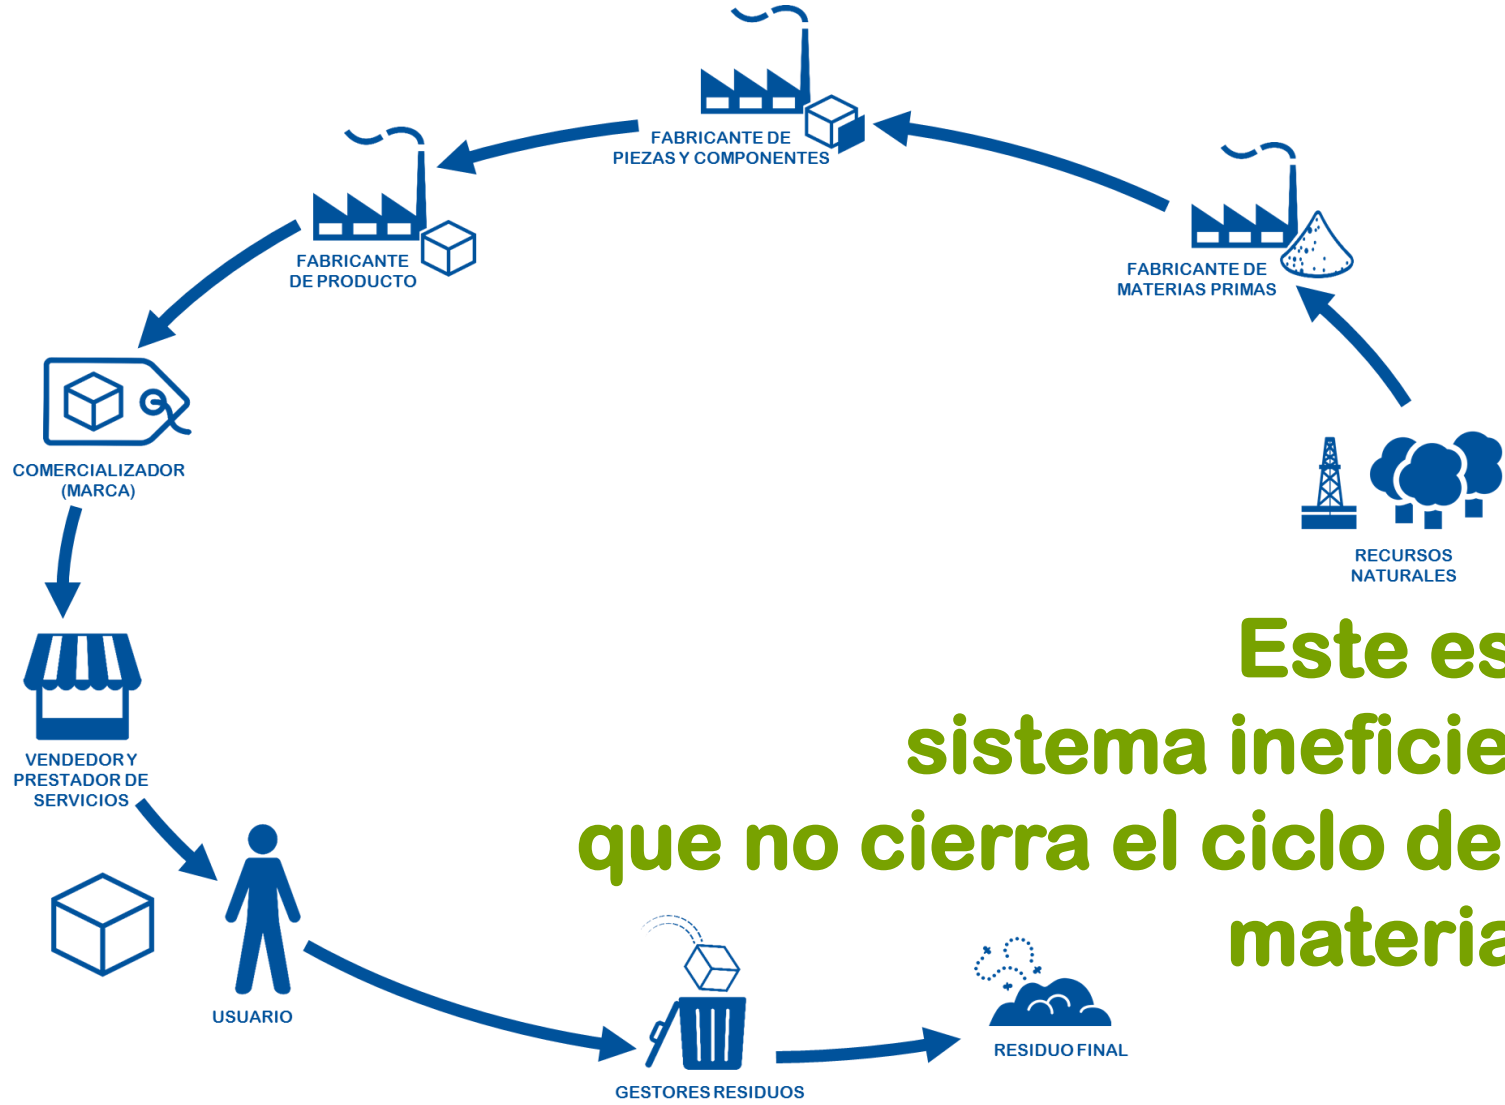 FABRICANTE DE
PIEZAS Y COMPONENTES
FABRICANTE
DE PRODUCTO
FABRICANTE DE
MATERIAS PRIMAS
COMERCIALIZADOR
(MARCA)
RECURSOS
NATURALES
VENDEDOR Y
PRESTADOR DE
SERVICIOS
Este es
sistema ineficie
que no cierra el ciclo de
materia
USUARIO
RESIDUO FINAL
GESTORES RESIDUOS